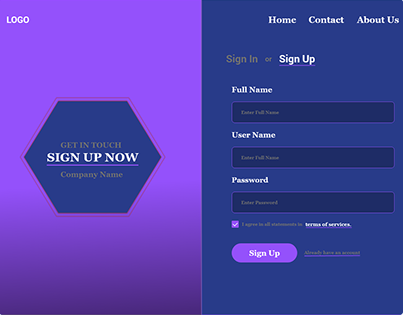 LOGO
Home Contact About Us
Sign In or Sign Up
GET IN TOUCH
SIGN UP NOW
Company Name
Full Name
Enter Full Name
User Name
Enter Full Name
Password
Enter Password
I agree to all statements in terms of services.
Sign Up Already have an account